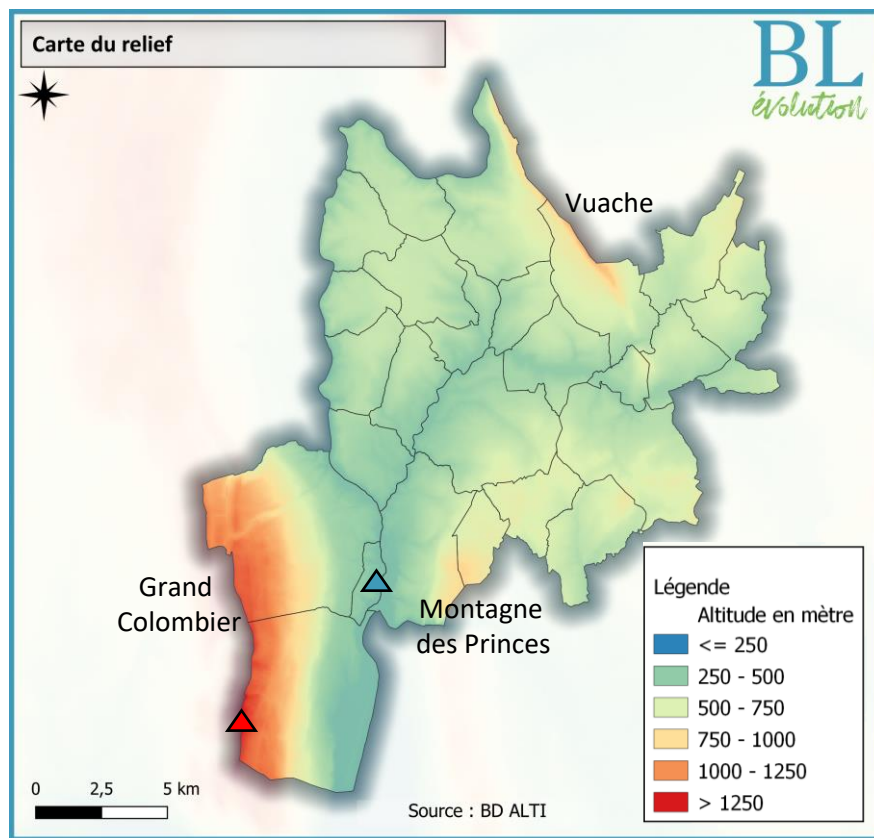 Carte du relief
BL
évolution
Vuache
Grand
Colombier
Montagne
des Princes
Légende
Altitude en mètre
<= 250
250 - 500
500 - 750
750 - 1000
1000 - 1250
> 1250
0 2,5 5 km
Source : BD ALTI